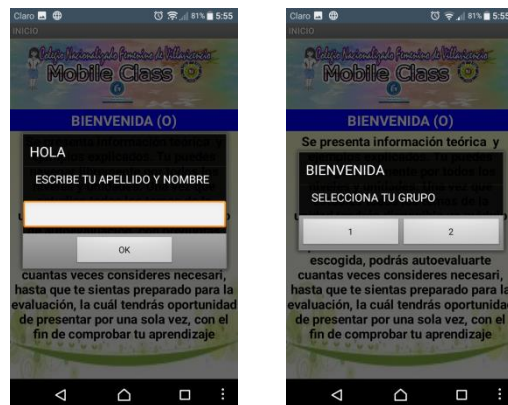 Claro 81% 5:55
INICIO
Colegio Nacionalizado Femenino de Villavicencio
Mobile Class
BIENVENIDA (O)
HOLA
ESCRIBE TU APELLIDO Y NOMBRE
OK
cuantas veces consideres necesari,
hasta que te sientas preparado para la
evaluación, la cuál tendrás oportunidad
de presentar por una sola vez, con el
fin de comprobar tu aprendizaje
Claro 81% 5:55
INICIO
Colegio Nacionalizado Femenino de Villavicencio
Mobile Class
BIENVENIDA (O)
Se presenta información teórica y
BIENVENIDA
SELECCIONA TU GRUPO
1 2
escogida, podrás autoevaluarte
cuantas veces consideres necesari,
hasta que te sientas preparado para la
evaluación, la cuál tendrás oportunidad
de presentar por una sola vez, con el
fin de comprobar tu aprendizaje